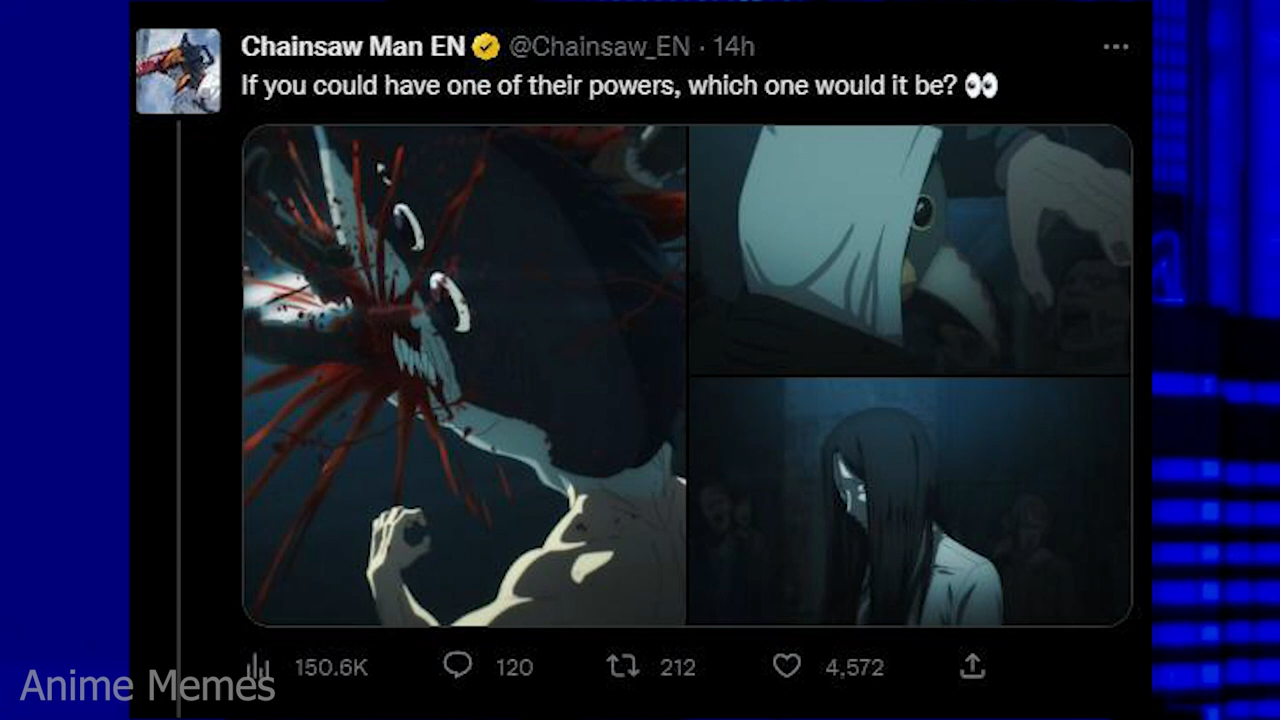 Chainsaw Man EN @Chainsaw_EN · 14h
If you could have one of their powers, which one would it be? 👀
150.6K 120 212 4,572
Anime Memes